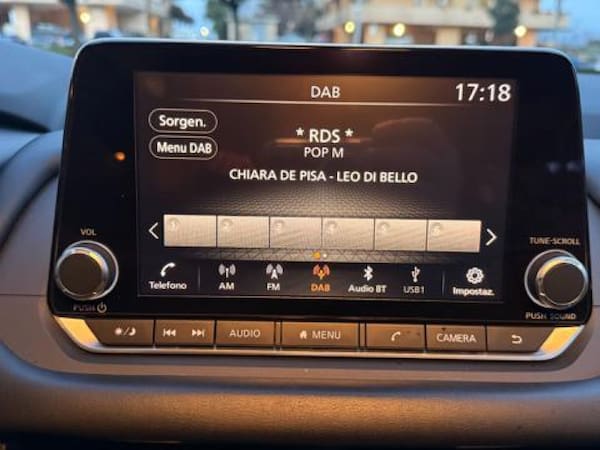 DAB
17:18
Sorgen.
Menu DAB
* RDS *
POP M
CHIARA DE PISA - LEO DI BELLO
VOL
TUNE-SCROLL
Telefono
AM
FM
DAB
Audio BT
USB1
Impostaz.
PUSH
PUSH SOUND
AUDIO
MENU
CAMERA